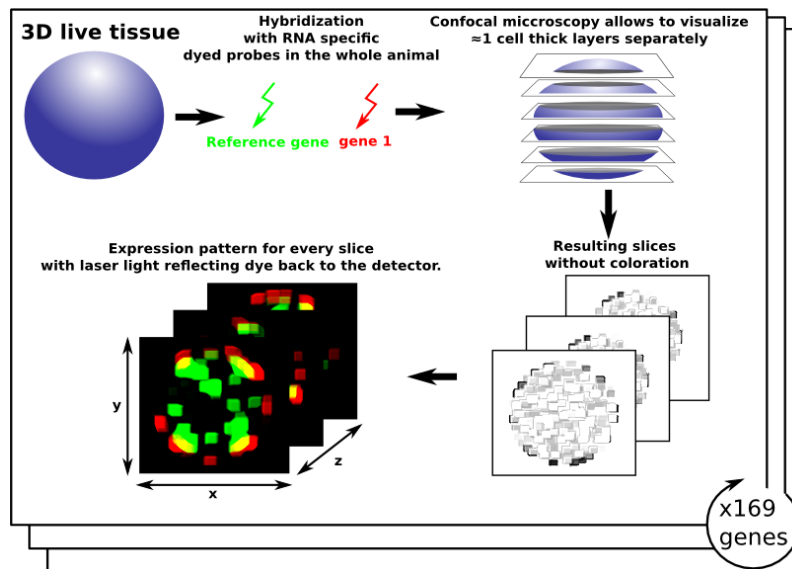 3D live tissue
Hybridization
with RNA specific
dyed probes in the whole animal
Reference gene
gene 1
Confocal miccroscopy allows to visualize
≈1 cell thick layers separately
Resulting slices
without coloration
Expression pattern for every slice
with laser light reflecting dye back to the detector.
y
x
z
x169
genes